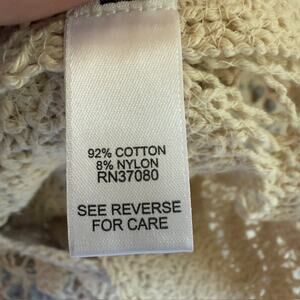 92% COTTON
8% NYLON
RN37080
SEE REVERSE
FOR CARE